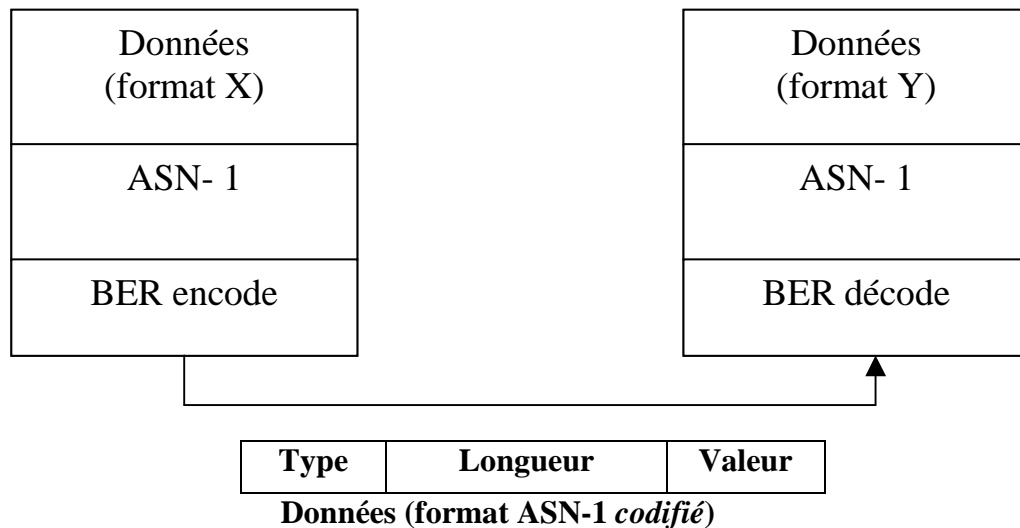 Données
(format X)
ASN- 1
BER encode
Données
(format Y)
ASN- 1
BER décode
Type Longueur Valeur
Données (format ASN-1 codifié)